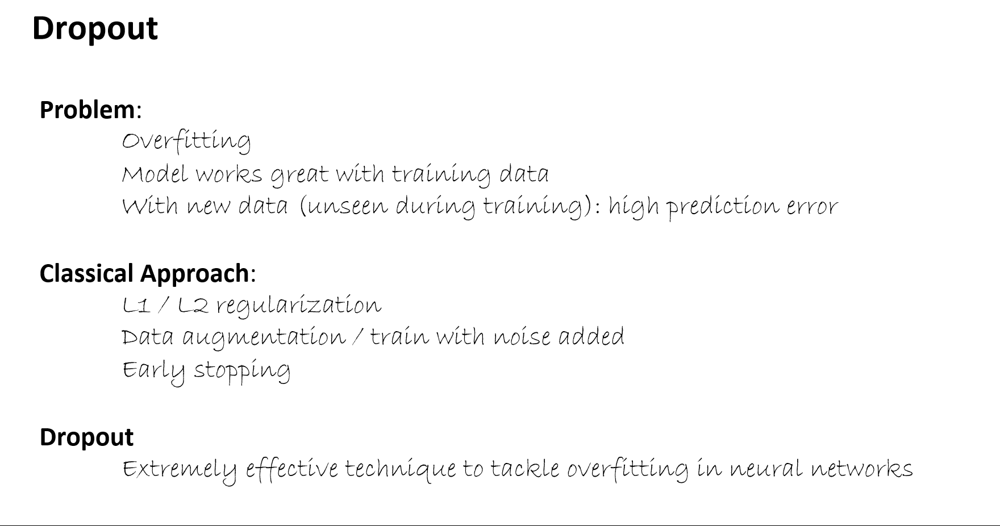 Dropout
Problem:
Overfitting
Model works great with training data
With new data (unseen during training): high prediction error
Classical Approach:
L1 / L2 regularization
Data augmentation / train with noise added
Early stopping
Dropout
Extremely effective technique to tackle overfitting in neural networks